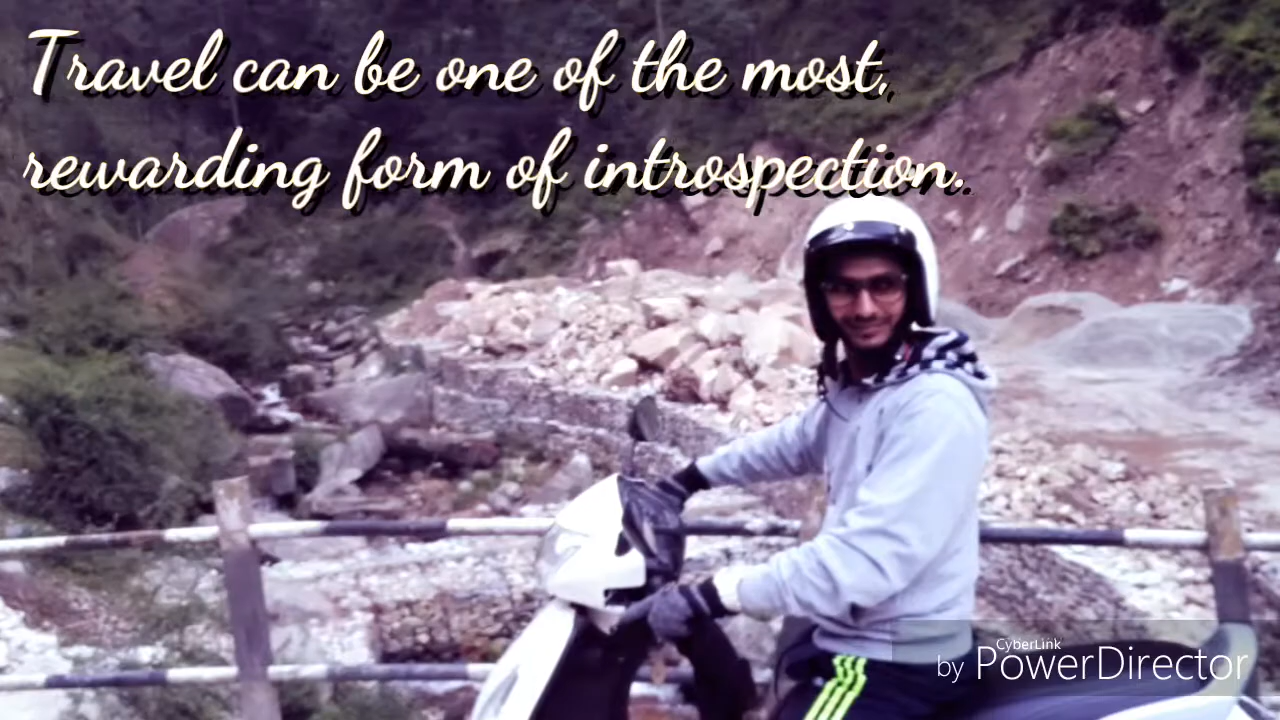 Travel can be one of the most,
rewarding form of introspection.
CyberLink
by PowerDirector